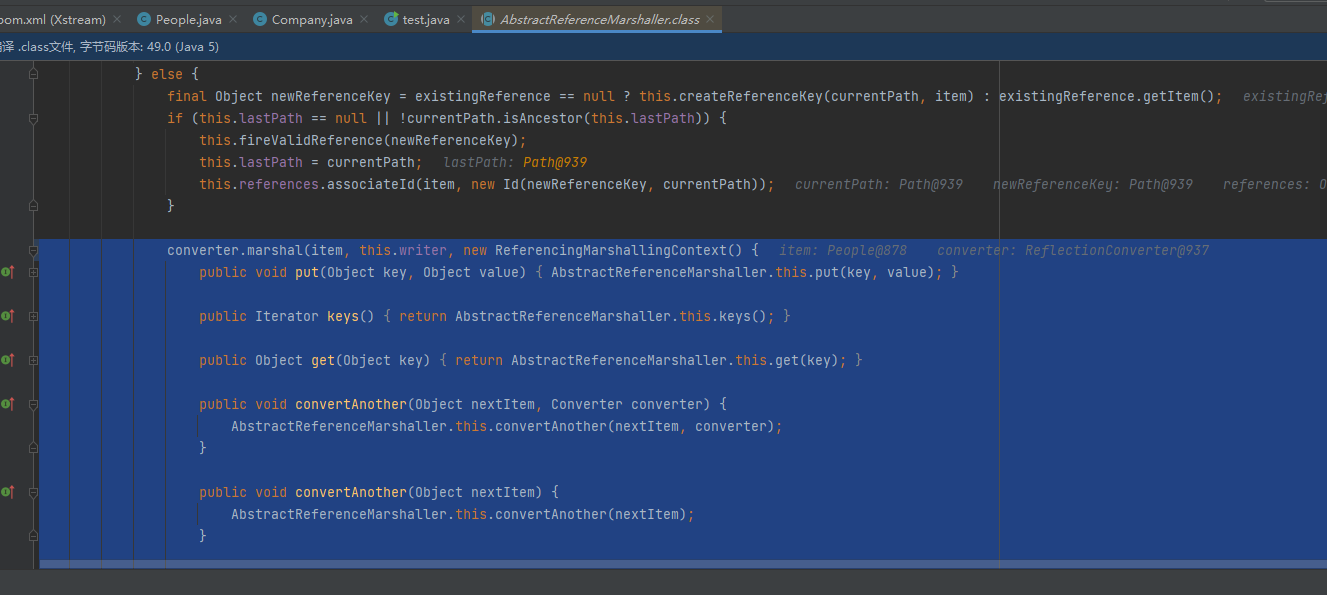 pom.xml (Xstream) × People.java × Company.java × test.java × AbstractReferenceMarshaller.class ×
译 .class文件, 字节码版本: 49.0 (Java 5)
} else {
final Object newReferenceKey = existingReference == null ? this.createReferenceKey(currentPath, item) : existingReference.getItem(); existingRef
if (this.lastPath == null || !currentPath.isAncestor(this.lastPath)) {
this.fireValidReference(newReferenceKey);
this.lastPath = currentPath; lastPath: Path@939
this.references.associateId(item, new Id(newReferenceKey, currentPath)); currentPath: Path@939 newReferenceKey: Path@939 references: O
}
converter.marshal(item, this.writer, new ReferencingMarshallingContext() { item: People@878 converter: ReflectionConverter@937
public void put(Object key, Object value) { AbstractReferenceMarshaller.this.put(key, value); }
public Iterator keys() { return AbstractReferenceMarshaller.this.keys(); }
public Object get(Object key) { return AbstractReferenceMarshaller.this.get(key); }
public void convertAnother(Object nextItem, Converter converter) {
AbstractReferenceMarshaller.this.convertAnother(nextItem, converter);
}
public void convertAnother(Object nextItem) {
AbstractReferenceMarshaller.this.convertAnother(nextItem);
}